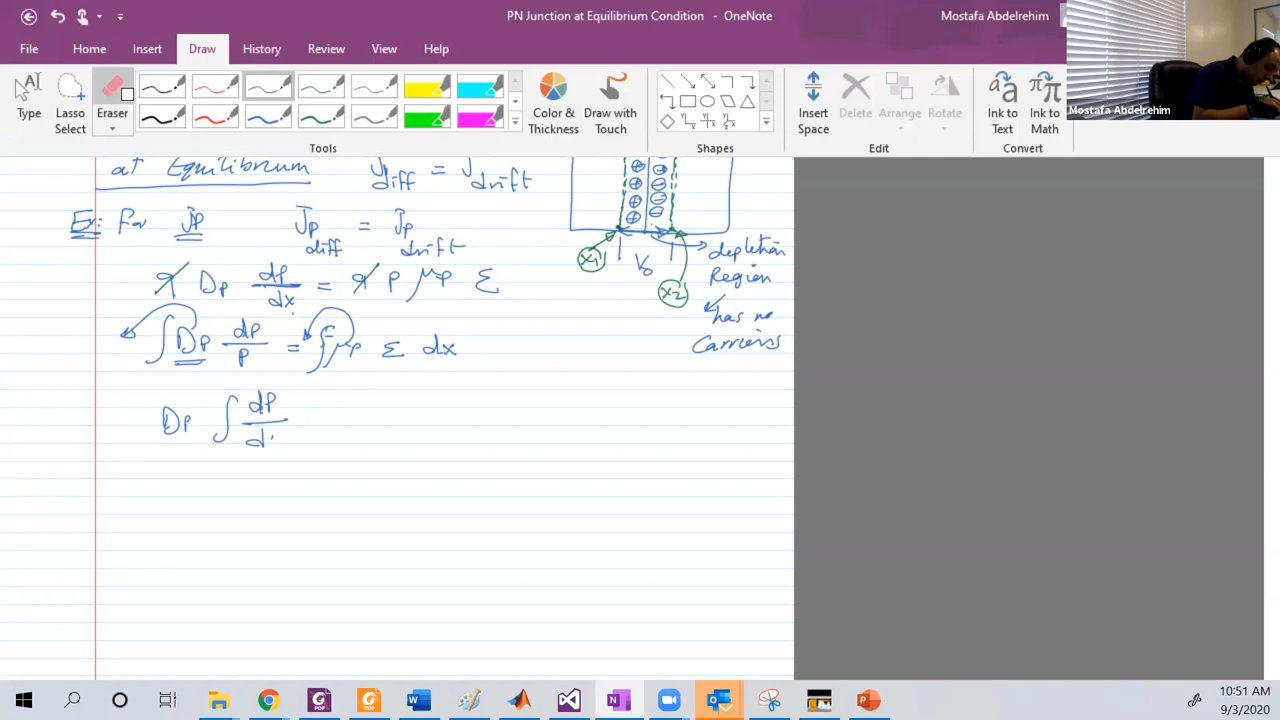 PN Junction at Equilibrium Condition - OneNote
Mostafa Abdelrehim
File Home Insert Draw History Review View Help
Type
Lasso Select
Eraser
Color & Thickness
Draw with Touch
Insert Space
Delete
Arrange
Rotate
Ink to Text
Ink to Math
Tools
Shapes
Edit
Convert
Mostafa Abdelrehim
at Equilibrium J diff = J drift
Ex: For Jp Jp diff = Jp drift
q Dp dp/dx = q p μp Ɛ
∫ Dp dp/p = ∫ μp Ɛ dx
Dp ∫ dp/d
x1
V0
x2
depletion
Region
has no
Carriers
10:51 AM
9/3/2020